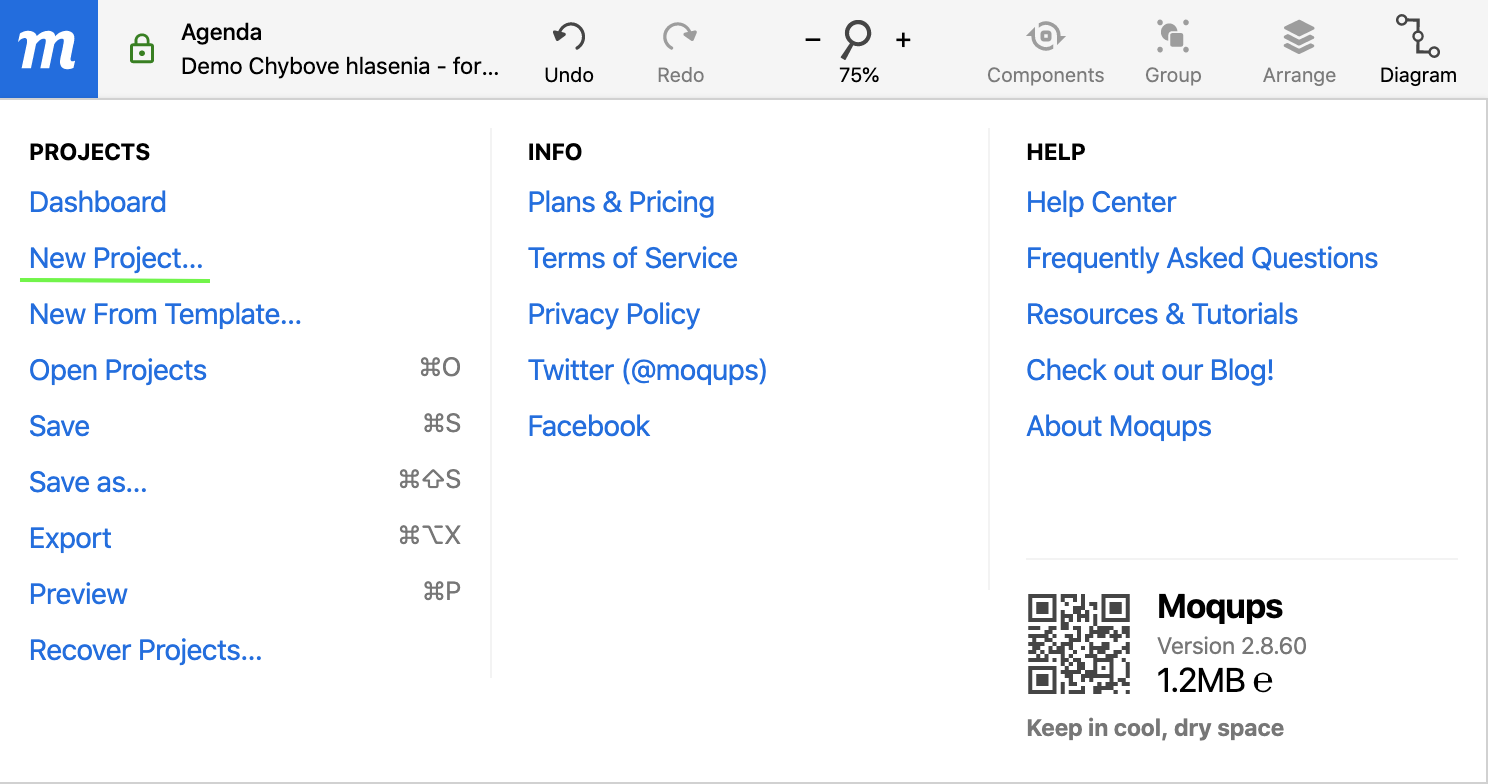 m
Agenda
Demo Chybove hlasenia - for...
Undo
Redo
75%
Components
Group
Arrange
Diagram
PROJECTS
Dashboard
New Project...
New From Template...
Open Projects ⌘O
Save ⌘S
Save as... ⌘⇧S
Export ⌘⌥X
Preview ⌘P
Recover Projects...
INFO
Plans & Pricing
Terms of Service
Privacy Policy
Twitter (@moqups)
Facebook
HELP
Help Center
Frequently Asked Questions
Resources & Tutorials
Check out our Blog!
About Moqups
Moqups
Version 2.8.60
1.2MB ℮
Keep in cool, dry space